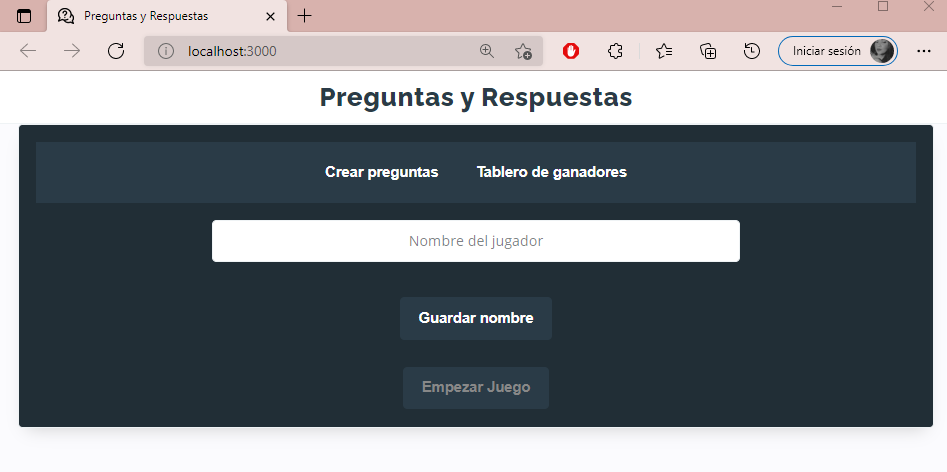 Preguntas y Respuestas
localhost:3000
Iniciar sesión
Preguntas y Respuestas
Crear preguntas Tablero de ganadores
Nombre del jugador
Guardar nombre
Empezar Juego